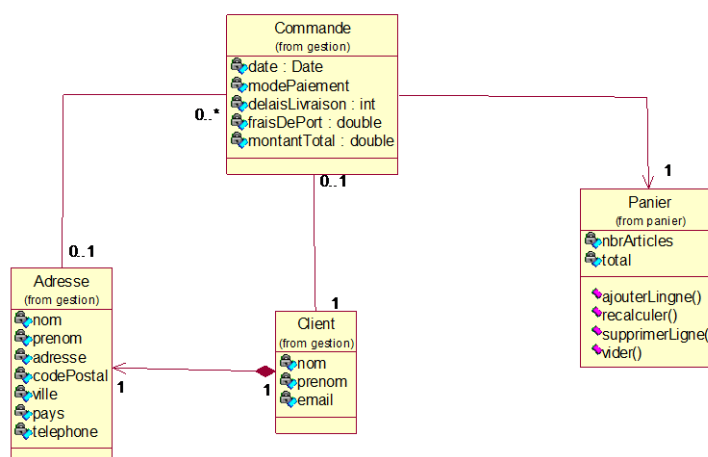 Commande
(from gestion)
date : Date
modePaiement
delaisLivraison : int
fraisDePort : double
montantTotal : double
0..*
0..1
1
Panier
(from panier)
nbrArticles
total
ajouterLingne()
recalculer()
supprimerLigne(
vider()
0..1
Adresse
(from gestion)
nom
prenom
adresse
codePostal
ville
pays
telephone
1
1
1
Client
(from gestion)
nom
prenom
email